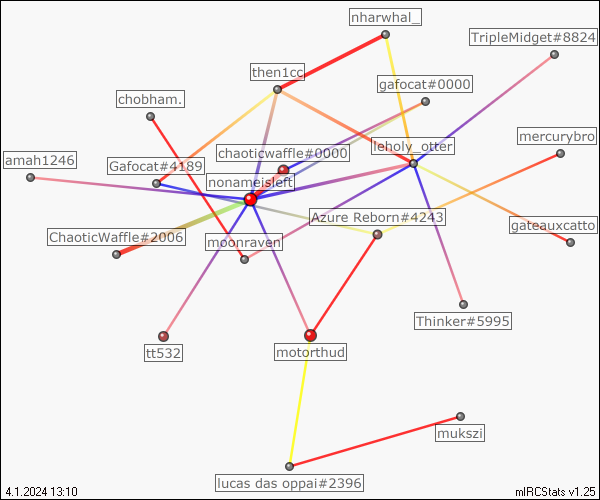 nharwhal_
TripleMidget#8824
then1cc
gafocat#0000
chobham.
mercurybro
leholy_otter
chaoticwaffle#0000
amah1246
Gafocat#4189
nonameisleft
Azure Reborn#4243
gateauxcatto
ChaoticWaffle#2006
moonraven
Thinker#5995
tt532
motorthud
mukszi
lucas das oppai#2396
4.1.2024 13:10
mIRCStats v1.25